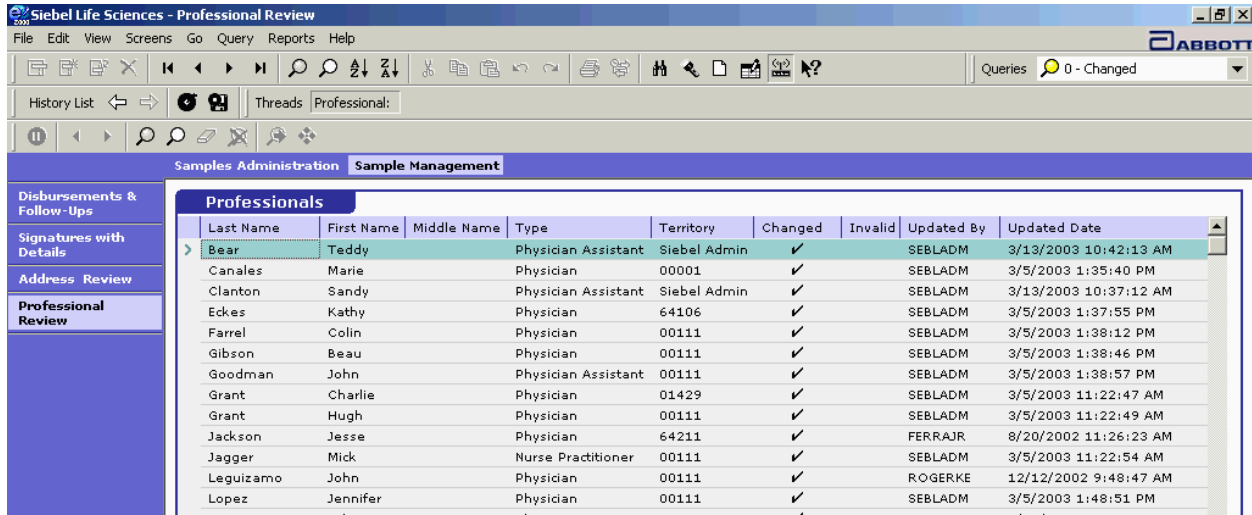 Siebel Life Sciences - Professional Review
File Edit View Screens Go Query Reports Help
ABBOTT
Queries 0 - Changed
History List Threads Professional:
Samples Administration Sample Management
Disbursements & Follow-Ups
Signatures with Details
Address Review
Professional Review
Professionals
Last Name First Name Middle Name Type Territory Changed Invalid Updated By Updated Date
Bear Teddy Physician Assistant Siebel Admin ✔ SEBLADM 3/13/2003 10:42:13 AM
Canales Marie Physician 00001 ✔ SEBLADM 3/5/2003 1:35:40 PM
Clanton Sandy Physician Assistant Siebel Admin ✔ SEBLADM 3/13/2003 10:37:12 AM
Eckes Kathy Physician 64106 ✔ SEBLADM 3/5/2003 1:37:55 PM
Farrel Colin Physician 00111 ✔ SEBLADM 3/5/2003 1:38:12 PM
Gibson Beau Physician 00111 ✔ SEBLADM 3/5/2003 1:38:46 PM
Goodman John Physician Assistant 00111 ✔ SEBLADM 3/5/2003 1:38:57 PM
Grant Charlie Physician 01429 ✔ SEBLADM 3/5/2003 11:22:47 AM
Grant Hugh Physician 00111 ✔ SEBLADM 3/5/2003 11:22:49 AM
Jackson Jesse Physician 64211 ✔ FERRAJR 8/20/2002 11:26:23 AM
Jagger Mick Nurse Practitioner 00111 ✔ SEBLADM 3/5/2003 11:22:54 AM
Leguizamo John Physician 00111 ✔ ROGERKE 12/12/2002 9:48:47 AM
Lopez Jennifer Physician 00111 ✔ SEBLADM 3/5/2003 1:48:51 PM